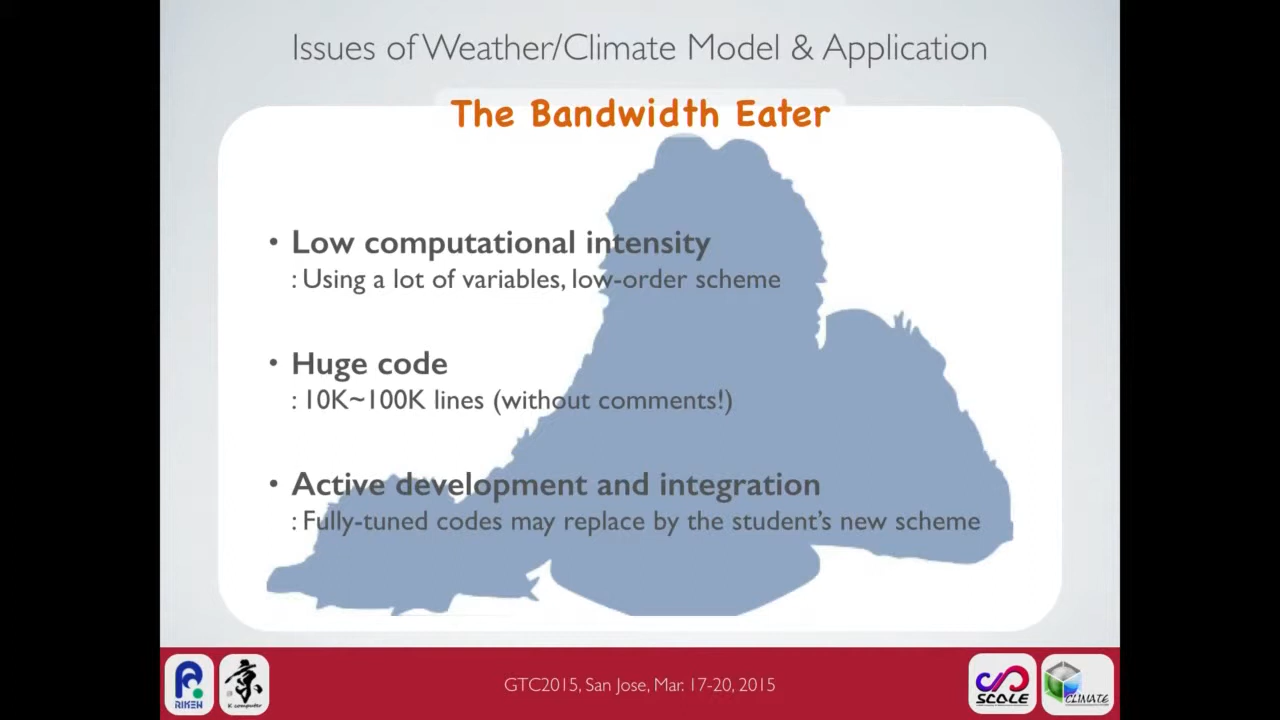 Issues of Weather/Climate Model & Application
The Bandwidth Eater
• Low computational intensity
: Using a lot of variables, low-order scheme
• Huge code
: 10K~100K lines (without comments!)
• Active development and integration
: Fully-tuned codes may replace by the student's new scheme
RIKEN
京
K computer
GTC2015, San Jose, Mar. 17-20, 2015
SCALE
CLIMATE